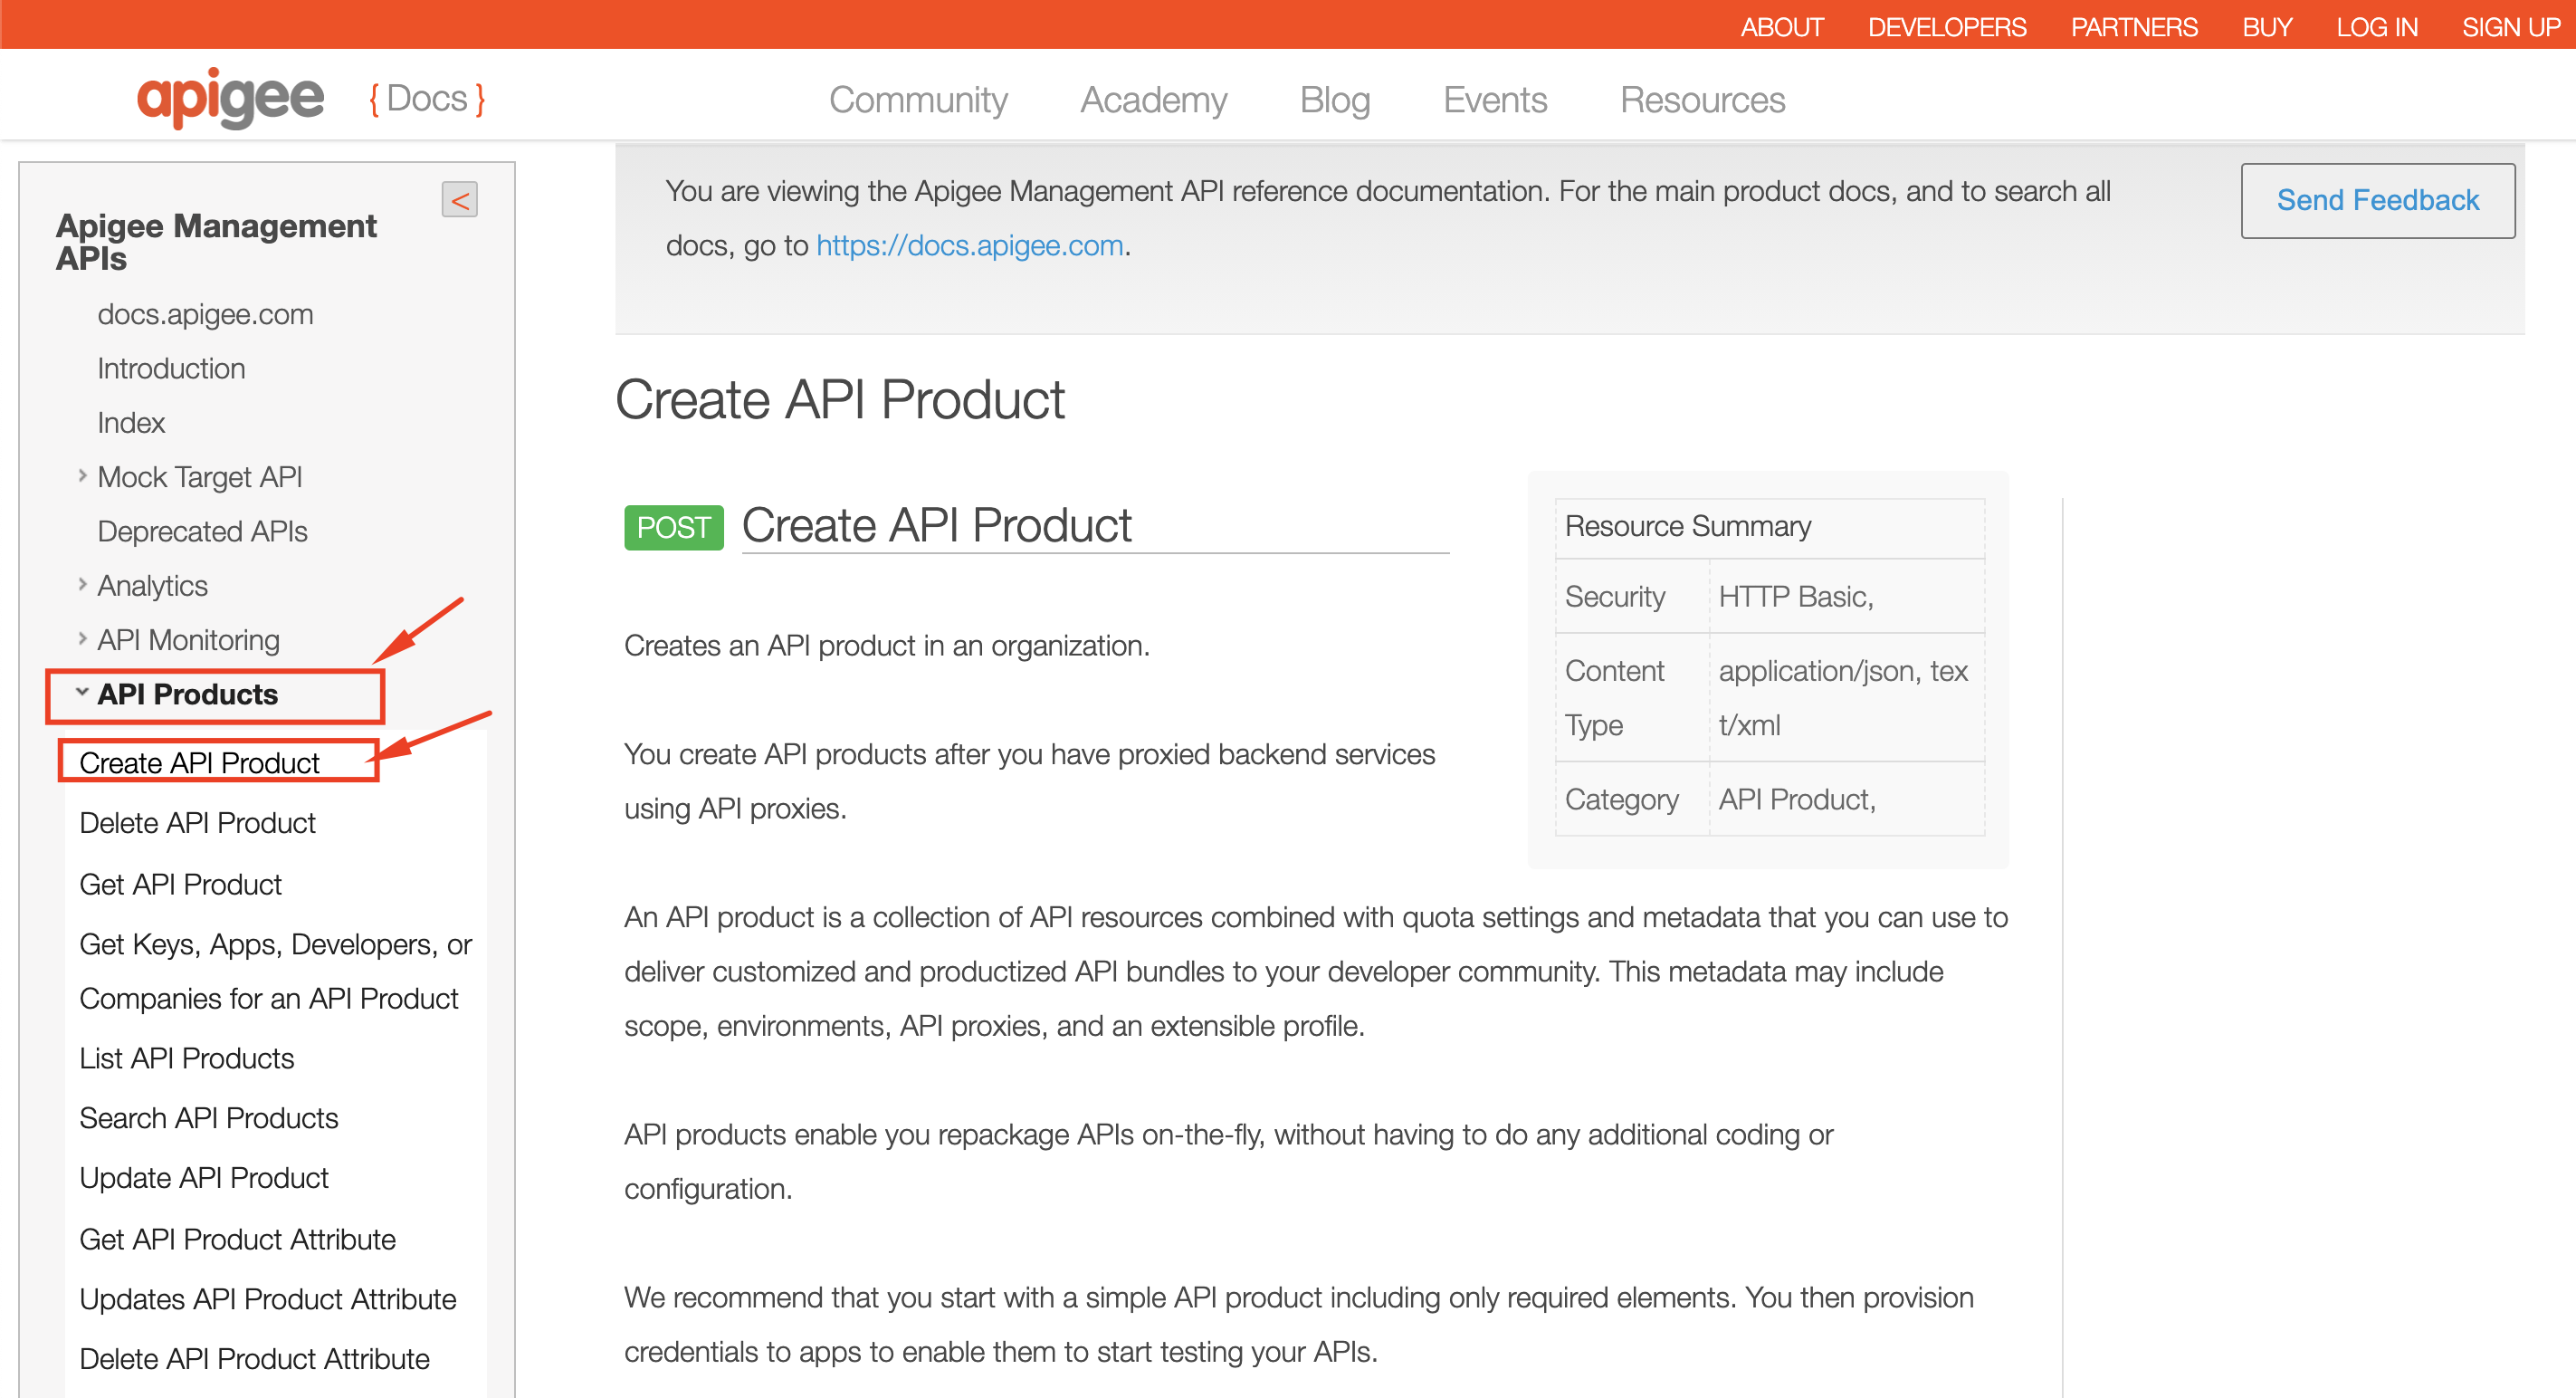 ABOUT DEVELOPERS PARTNERS BUY LOG IN SIGN UP
apigee { Docs } Community Academy Blog Events Resources
<
Apigee Management
APIs
docs.apigee.com
Introduction
Index
Mock Target API
Deprecated APIs
Analytics
API Monitoring
API Products
Create API Product
Delete API Product
Get API Product
Get Keys, Apps, Developers, or
Companies for an API Product
List API Products
Search API Products
Update API Product
Get API Product Attribute
Updates API Product Attribute
Delete API Product Attribute
You are viewing the Apigee Management API reference documentation. For the main product docs, and to search all
docs, go to https://docs.apigee.com.
Send Feedback
Create API Product
POST Create API Product
Creates an API product in an organization.
You create API products after you have proxied backend services
using API proxies.
Resource Summary
Security HTTP Basic,
Content application/json, tex
Type t/xml
Category API Product,
An API product is a collection of API resources combined with quota settings and metadata that you can use to
deliver customized and productized API bundles to your developer community. This metadata may include
scope, environments, API proxies, and an extensible profile.
API products enable you repackage APIs on-the-fly, without having to do any additional coding or
configuration.
We recommend that you start with a simple API product including only required elements. You then provision
credentials to apps to enable them to start testing your APIs.